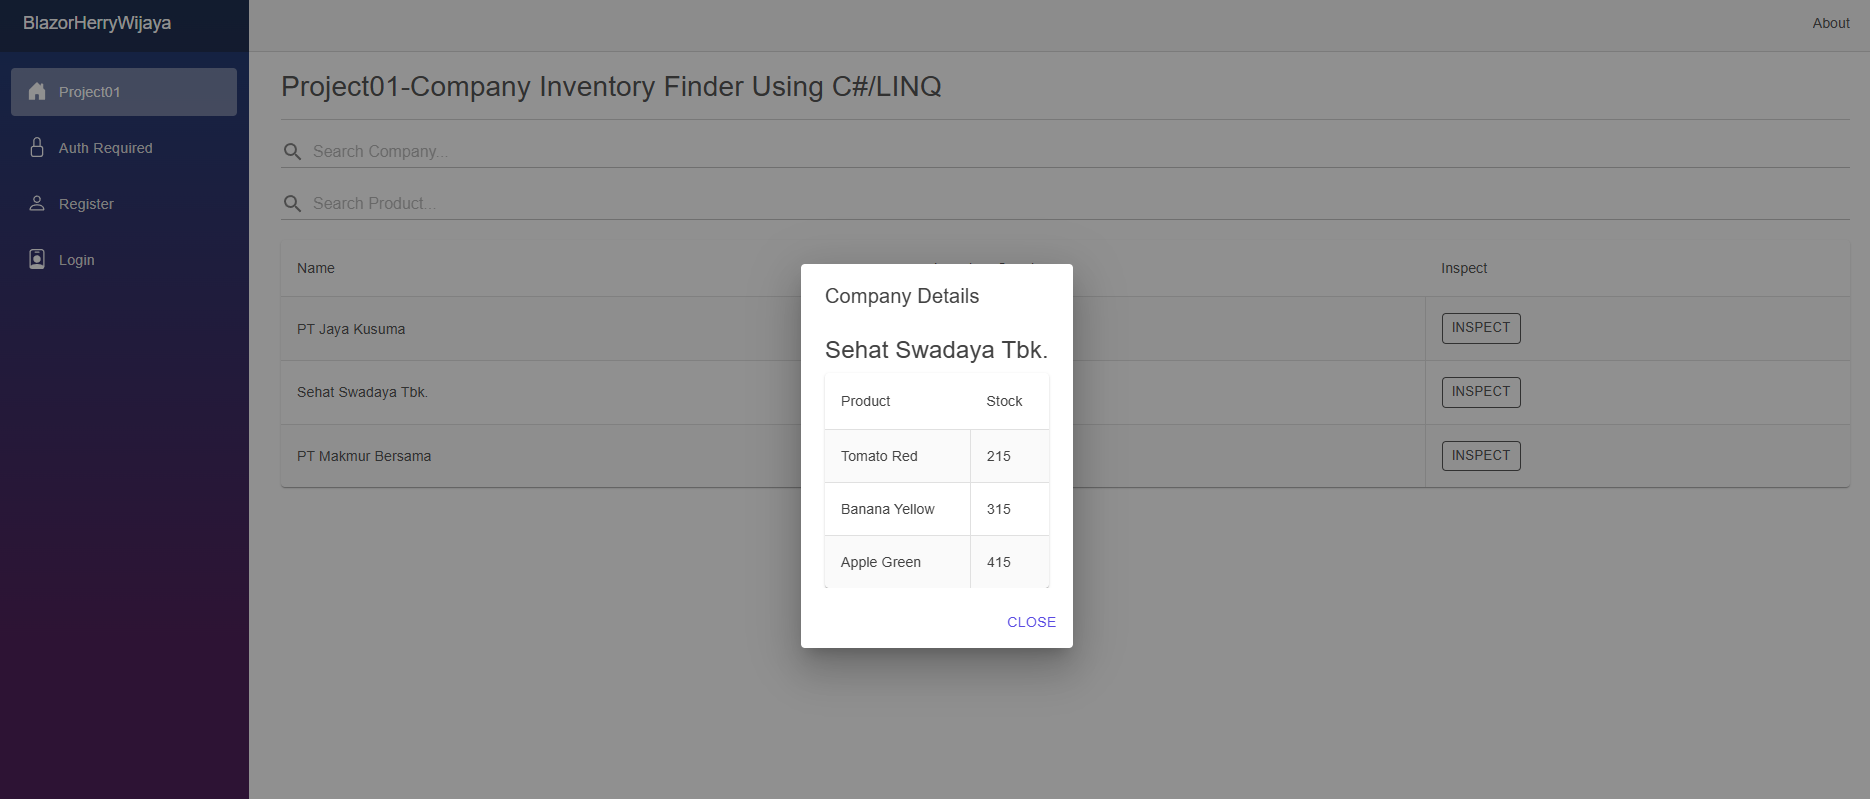 BlazorHerryWijaya
About
Project01
Auth Required
Register
Login
Project01-Company Inventory Finder Using C#/LINQ
Search Company...
Search Product...
Name
Inspect
PT Jaya Kusuma
INSPECT
Sehat Swadaya Tbk.
INSPECT
PT Makmur Bersama
INSPECT
Company Details
Sehat Swadaya Tbk.
Product Stock
Tomato Red 215
Banana Yellow 315
Apple Green 415
CLOSE